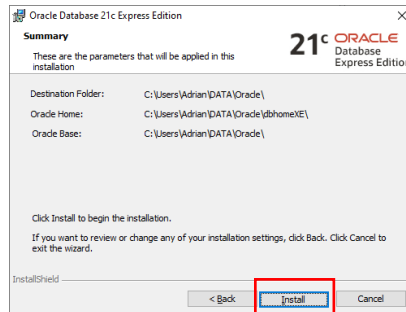 Oracle Database 21c Express Edition
Summary
These are the parameters that will be applied in this
installation
21c ORACLE
Database
Express Editio
Destination Folder: C:\Users\Adrian\DATA\Oracle\
Oracle Home: C:\Users\Adrian\DATA\Oracle\dbhomeXE\
Oracle Base: C:\Users\Adrian\DATA\Oracle\
Click Install to begin the installation.
If you want to review or change any of your installation settings, click Back. Click Cancel to
exit the wizard.
InstallShield
< Back Install Cancel